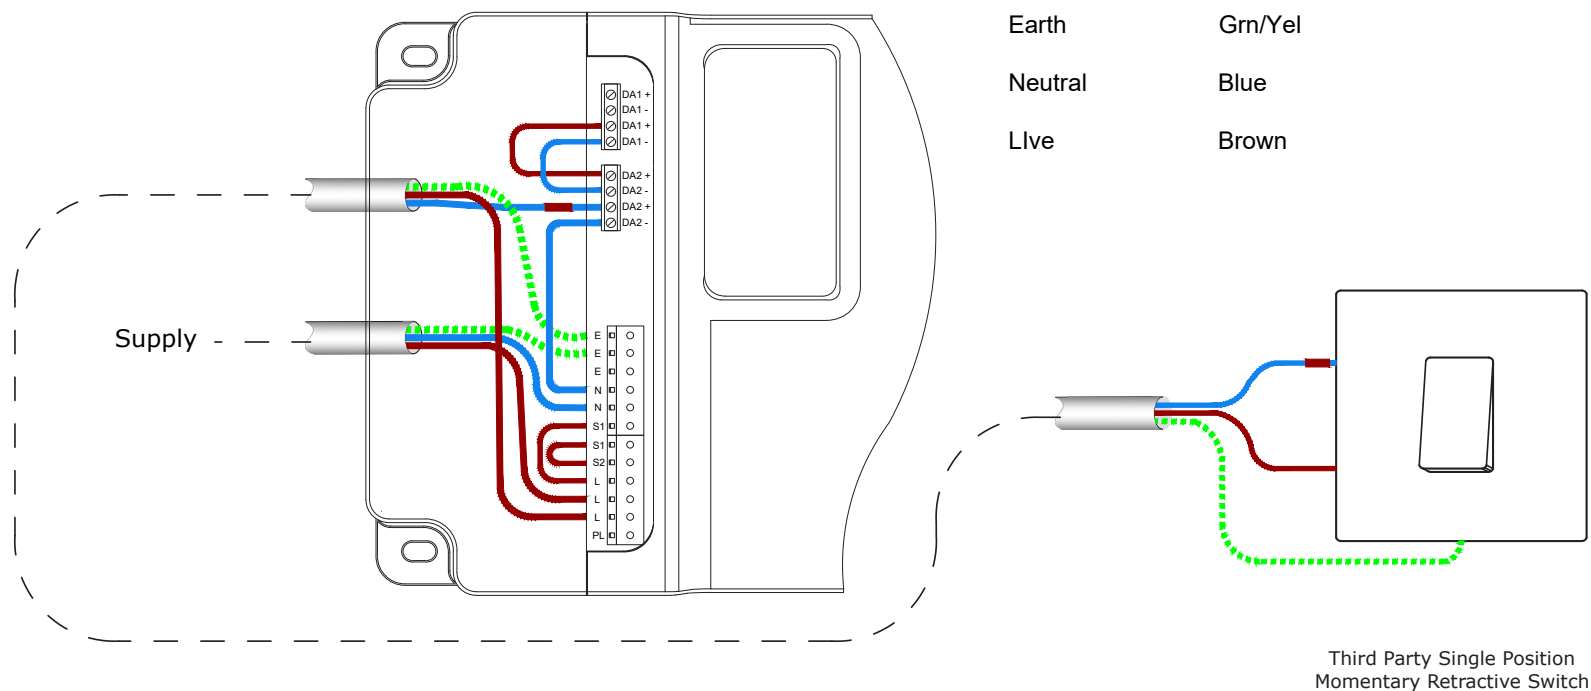 Earth Grn/Yel
Neutral Blue
LIve Brown
DA1 +
DA1 -
DA1 +
DA1 -
DA2 +
DA2 -
DA2 +
DA2 -
Supply
E
E
E
N
N
S1
S1
S2
L
L
L
PL
Third Party Single Position
Momentary Retractive Switch